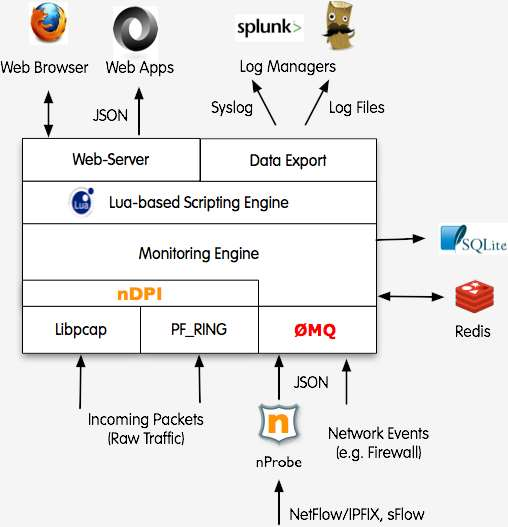 splunk>
Web Browser
Web Apps
Log Managers
JSON
Syslog
Log Files
Web-Server
Data Export
Lua
Lua-based Scripting Engine
Monitoring Engine
SQLite
nDPI
Libpcap
PF_RING
ØMQ
Redis
JSON
Incoming Packets
(Raw Traffic)
n
Network Events
(e.g. Firewall)
nProbe
NetFlow/IPFIX, sFlow